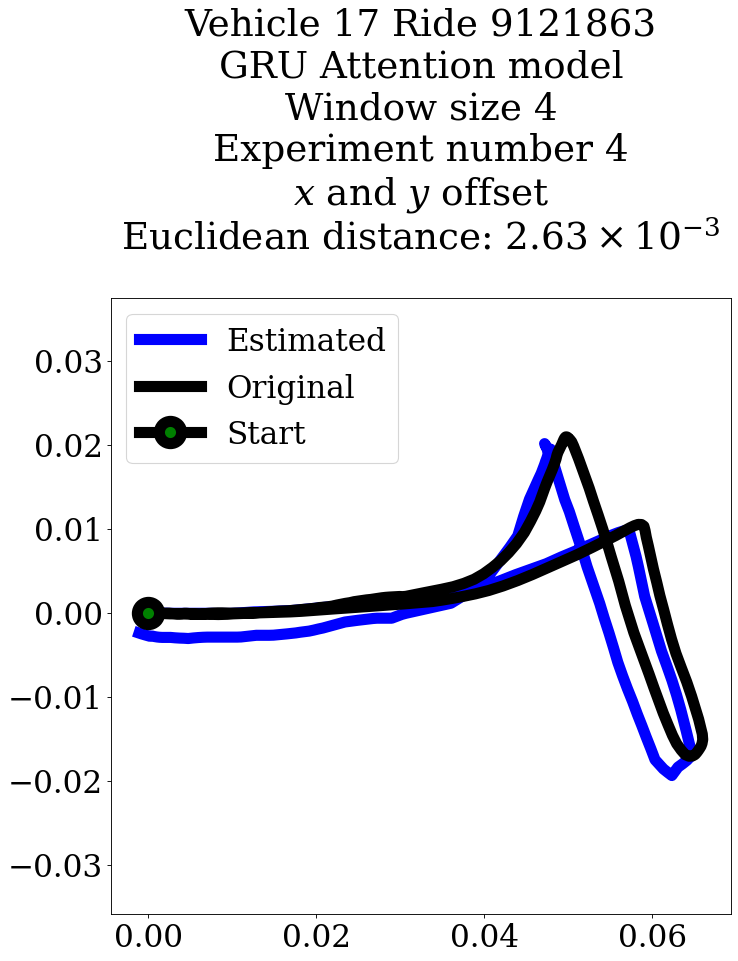 Vehicle 17 Ride 9121863
GRU Attention model
Window size 4
Experiment number 4
x and y offset
Euclidean distance: 2.63 × 10⁻³
Estimated
Original
Start
0.03
0.02
0.01
0.00
−0.01
−0.02
−0.03
0.00 0.02 0.04 0.06